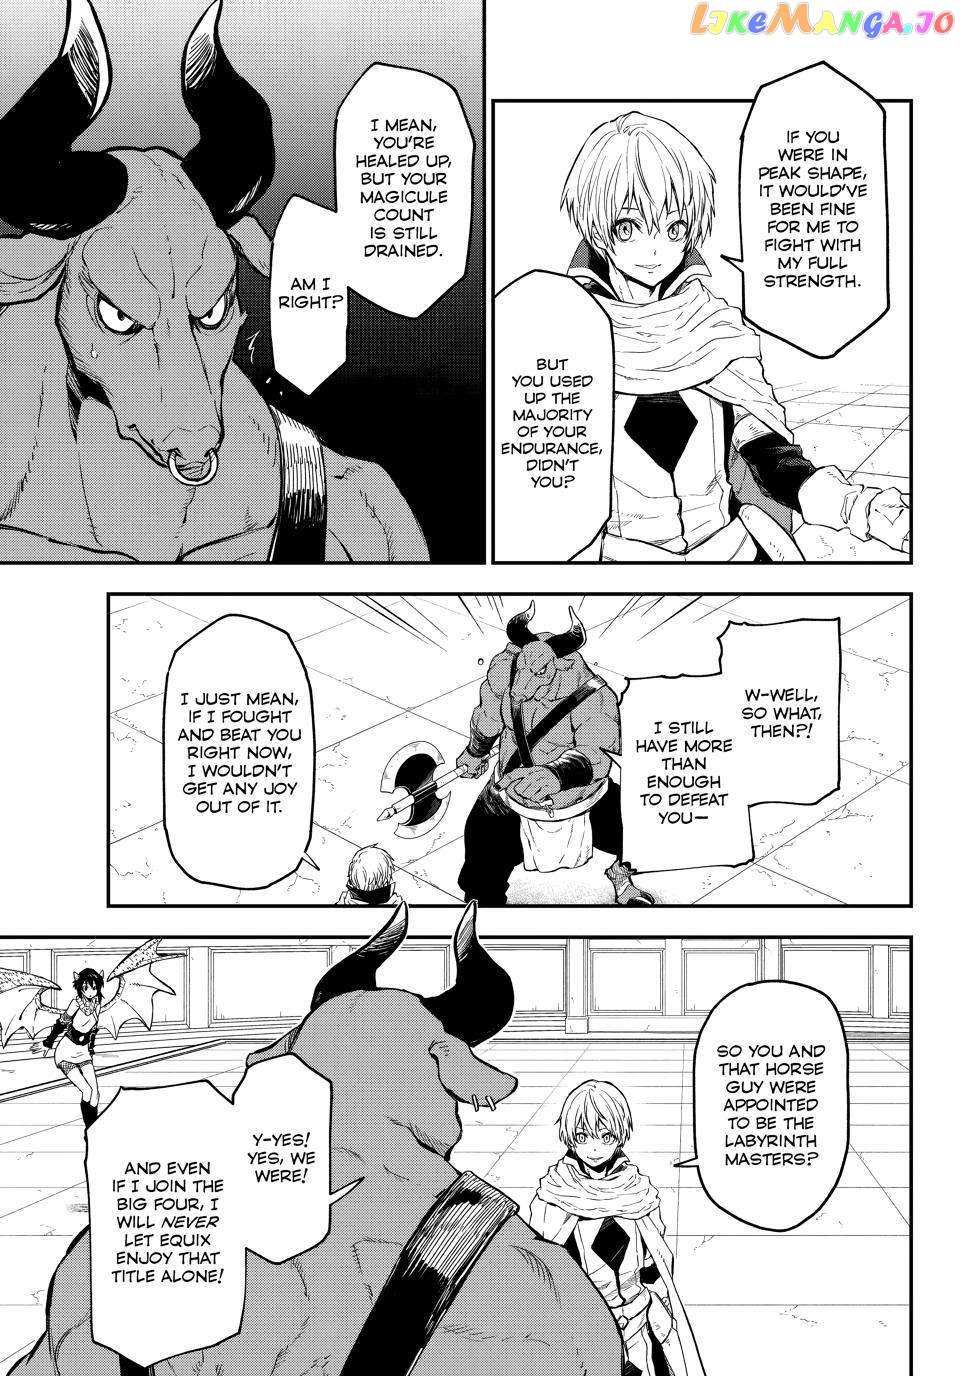 LIKEMANGA.IO
IF YOU
WERE IN
PEAK SHAPE,
IT WOULD'VE
BEEN FINE
FOR ME TO
FIGHT WITH
MY FULL
STRENGTH.
BUT
YOU USED
UP THE
MAJORITY
OF YOUR
ENDURANCE,
DIDN'T
YOU?
I MEAN,
YOU'RE
HEALED UP,
BUT YOUR
MAGICULE
COUNT
IS STILL
DRAINED.
AM I
RIGHT?
W-WELL,
SO WHAT,
THEN?!
I STILL
HAVE MORE
THAN
ENOUGH
TO DEFEAT
YOU—
I JUST MEAN,
IF I FOUGHT
AND BEAT YOU
RIGHT NOW,
I WOULDN'T
GET ANY JOY
OUT OF IT.
SO YOU AND
THAT HORSE
GUY WERE
APPOINTED
TO BE THE
LABYRINTH
MASTERS?
Y-YES!
YES, WE
WERE!
AND EVEN
IF I JOIN THE
BIG FOUR, I
WILL NEVER
LET EQUIX
ENJOY THAT
TITLE ALONE!